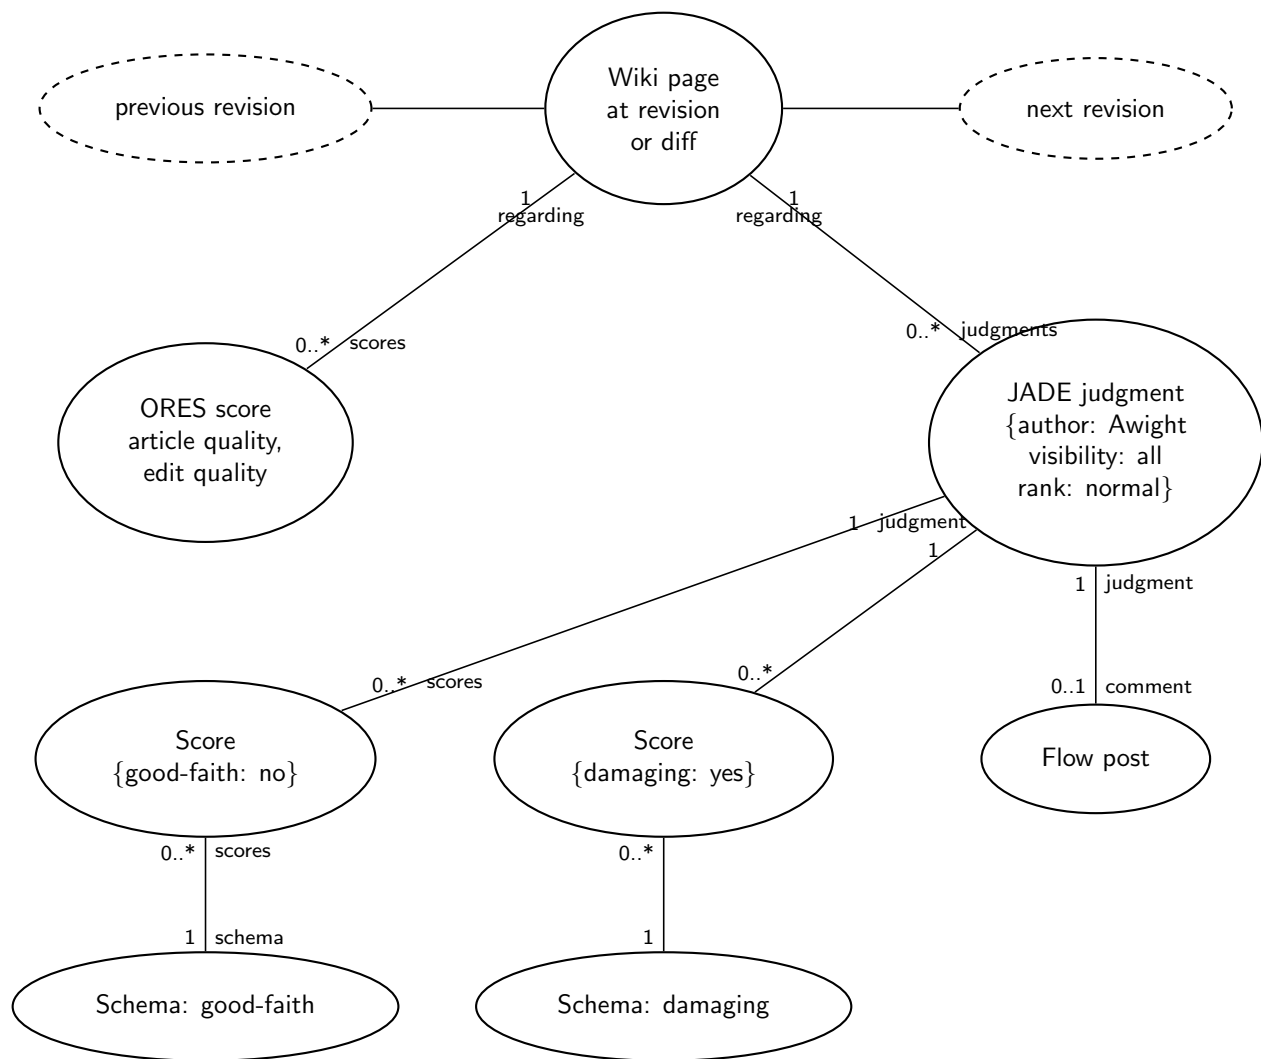 previous revision
Wiki page
at revision
or diff
next revision
1
regarding
1
regarding
0..* scores
0..* judgments
ORES score
article quality,
edit quality
JADE judgment
{author: Awight
visibility: all
rank: normal}
1 judgment
1
1 judgment
0..* scores
0..*
0..1 comment
Score
{good-faith: no}
Score
{damaging: yes}
Flow post
0..* scores
0..*
1 schema
1
Schema: good-faith
Schema: damaging